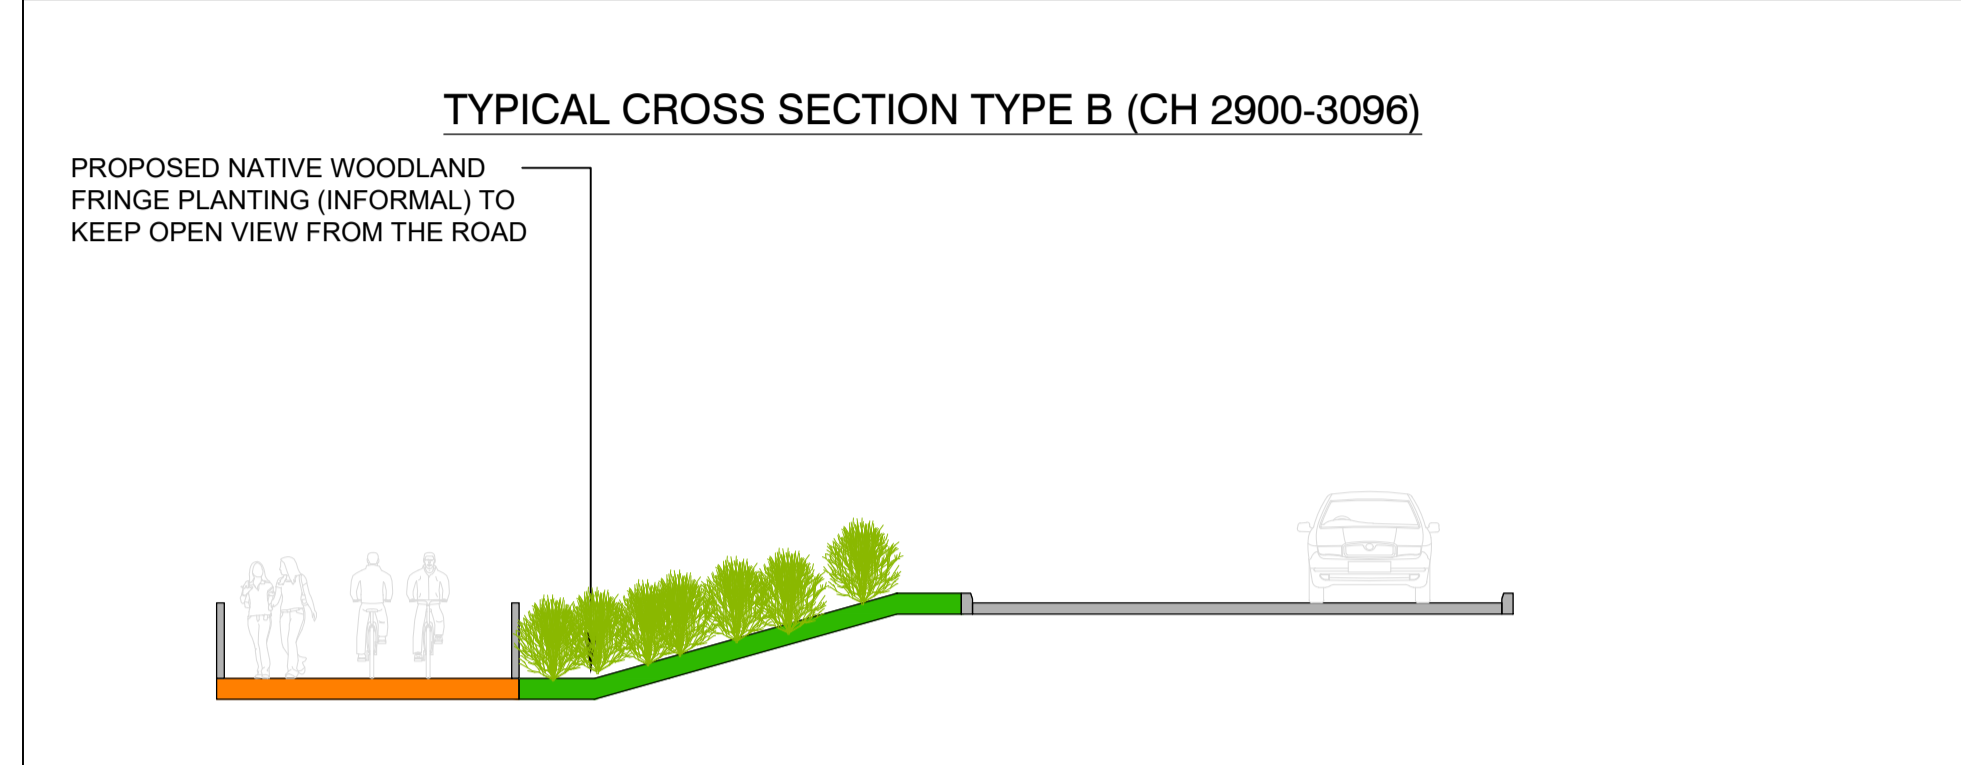 TYPICAL CROSS SECTION TYPE B (CH 2900-3096)
PROPOSED NATIVE WOODLAND
FRINGE PLANTING (INFORMAL) TO
KEEP OPEN VIEW FROM THE ROAD